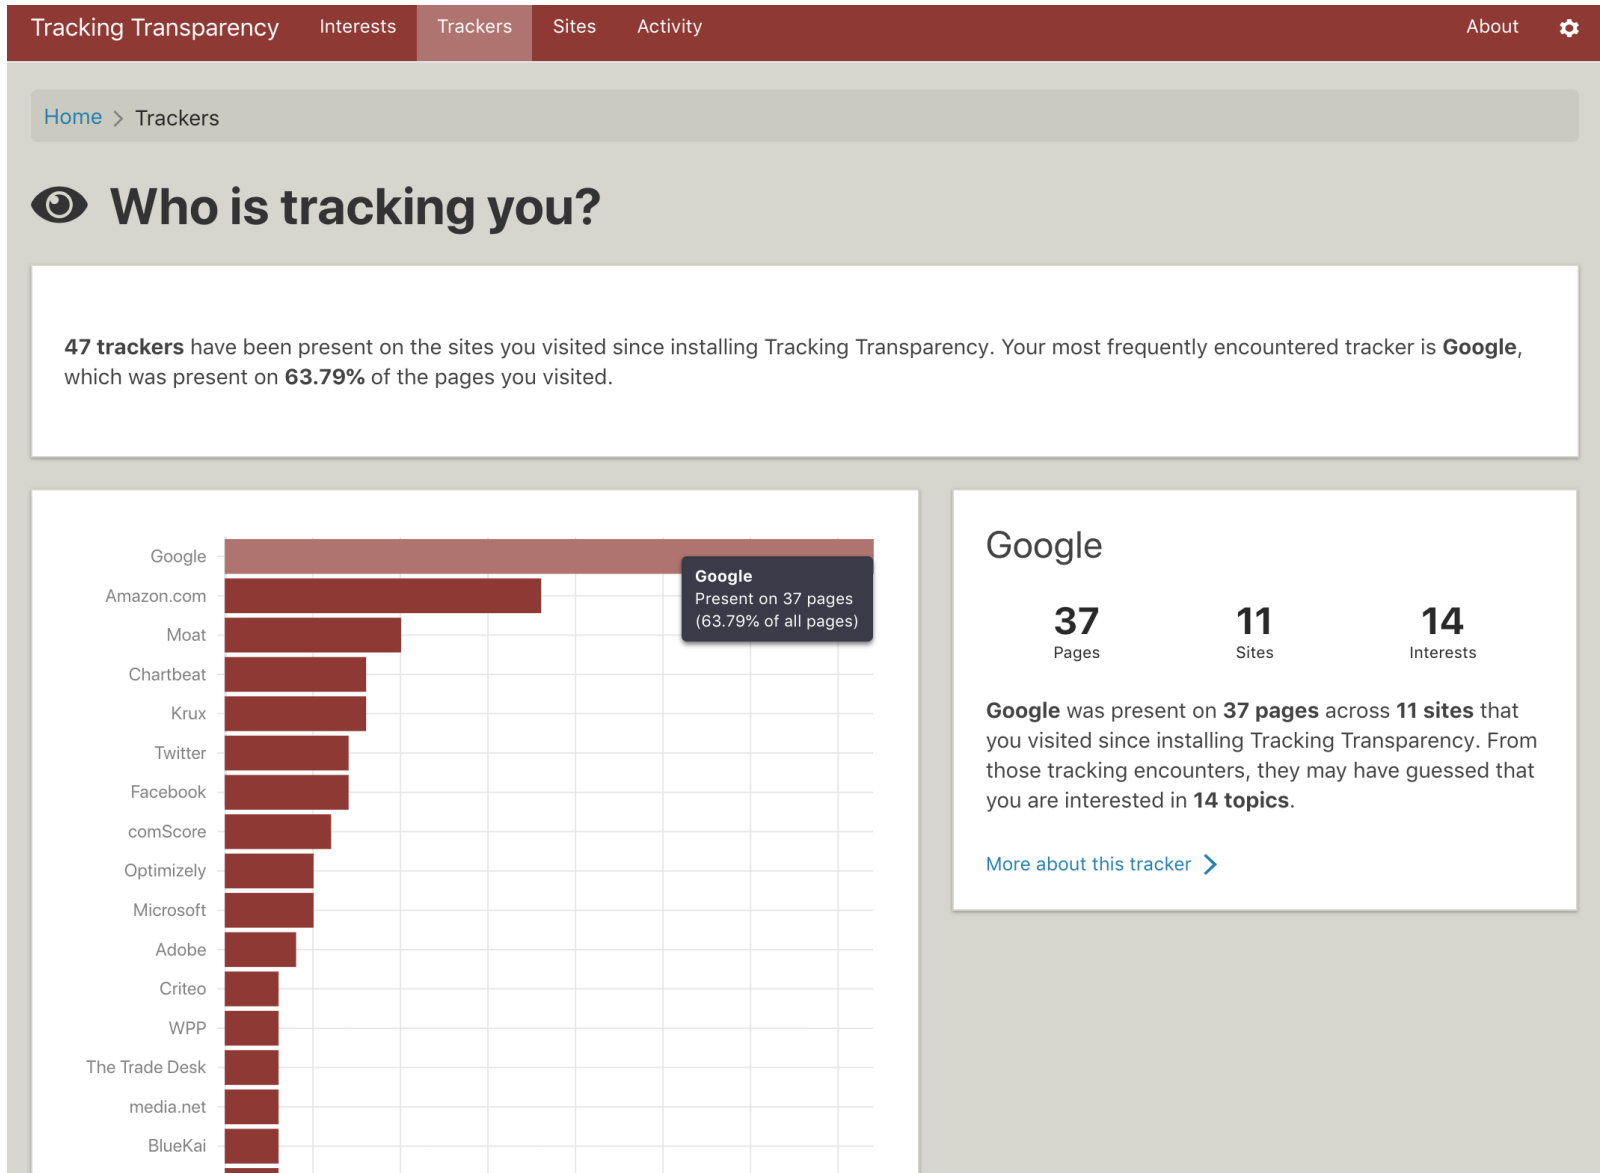 Tracking Transparency Interests Trackers Sites Activity About
Home Trackers
Who is tracking you?
47 trackers have been present on the sites you visited since installing Tracking Transparency. Your most frequently encountered tracker is Google,
which was present on 63.79% of the pages you visited.
Google
Amazon.com
Moat
Chartbeat
Krux
Twitter
Facebook
comScore
Optimizely
Microsoft
Adobe
Criteo
WPP
The Trade Desk
media.net
BlueKai
Google
Present on 37 pages
(63.79% of all pages)
Google
37 11 14
Pages Sites Interests
Google was present on 37 pages across 11 sites that
you visited since installing Tracking Transparency. From
those tracking encounters, they may have guessed that
you are interested in 14 topics.
More about this tracker